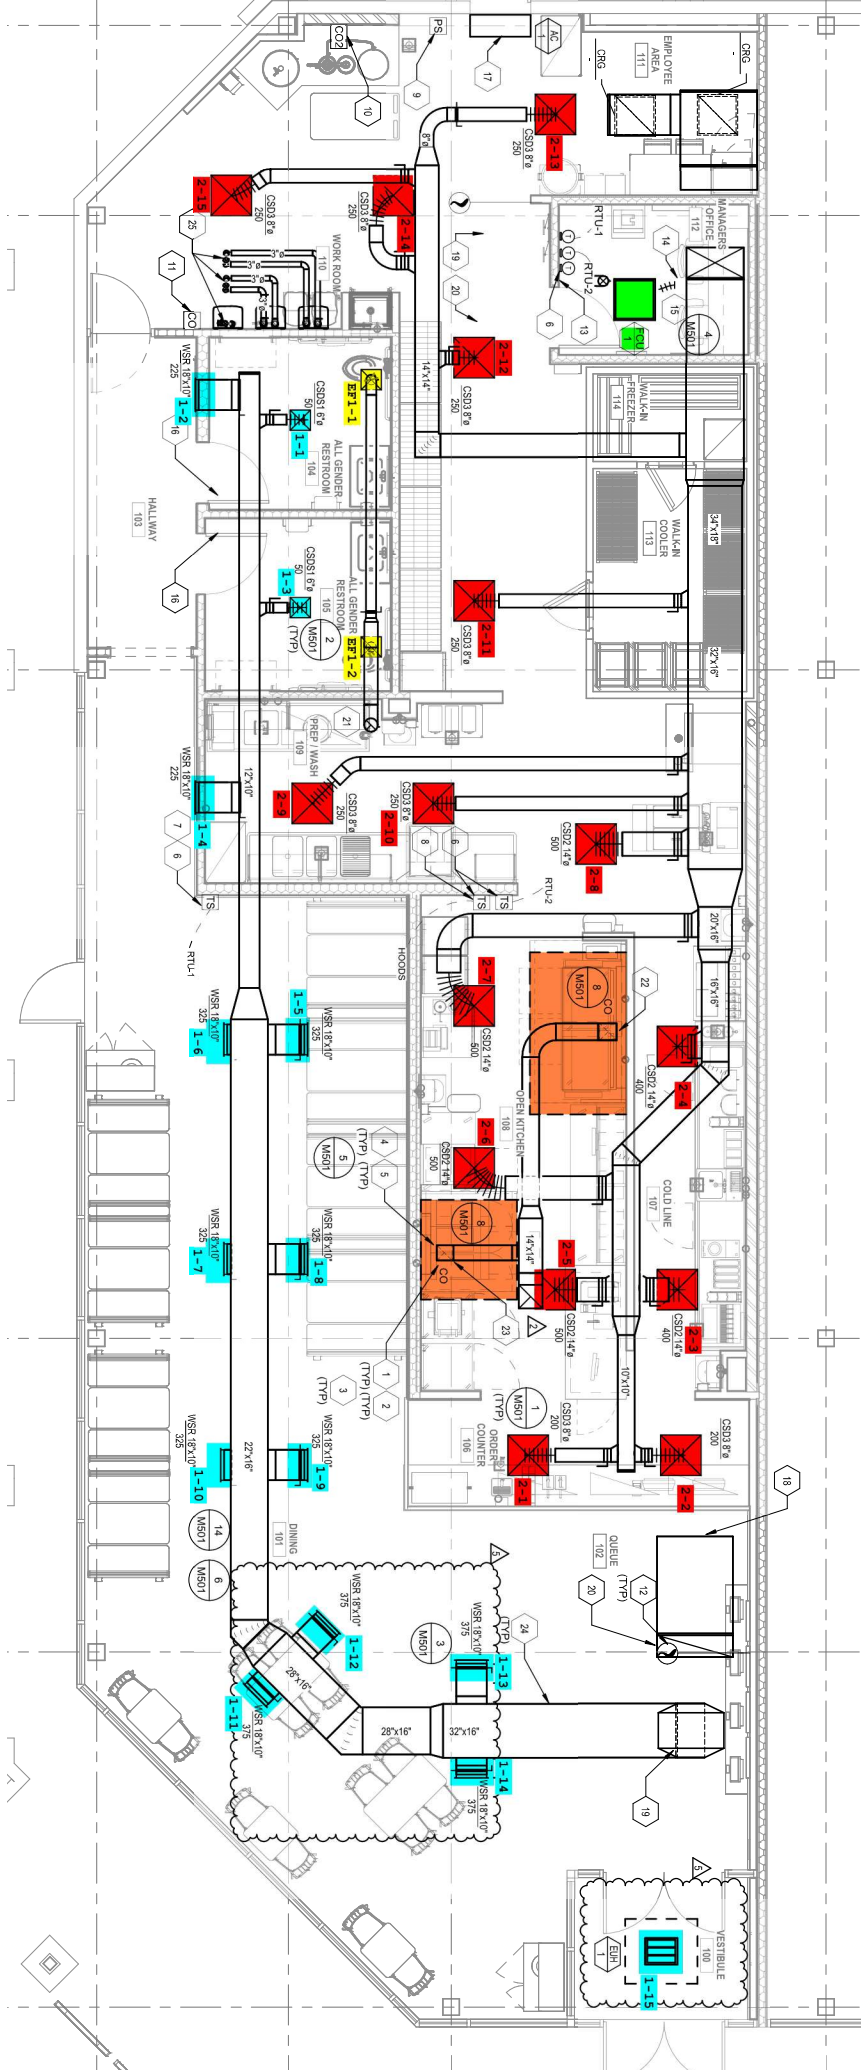 PS
CO2
9
10
17
AC
1
EMPLOYEE
AREA
111
CRG
CRG
8"ø
2-13
CSD3 8"ø
250
2-15
CSD3 8"ø
250
2-14
CSD3 8"ø
250
25
11
CO
3"ø
3"ø
3"ø
3"ø
WORK ROOM
110
19
20
RTU-1
T
T
T
RTU-2
6
13
MANAGERS
OFFICE
112
14
15
FCU
1
4
M501
2-12
CSD3 8"ø
250
14"x14"
WSR 18"x10"
225
1-2
CSDS1 6"ø
50
1-1
EF1-1
ALL GENDER
RESTROOM
104
16
HALLWAY
103
16
WALK-IN
FREEZER
114
WALK-IN
COOLER
113
34"x18"
32"x16"
CSDS1 6"ø
50
1-3
(TYP)
2
M501
ALL GENDER
RESTROOM
105
EF1-2
2-11
CSD3 8"ø
250
21
PREP / WASH
109
12"x10"
WSR 18"x10"
225
1-4
7
6
TS
RTU-1
2-9
CSD3 8"ø
250
CSD3 8"ø
250
2-10
8
6
TS
TS
RTU-2
CSD2 14"ø
500
2-8
20"x16"
16"x16"
HOODS
2-7
CSD2 14"ø
500
8
M501
CO
22
CSD2 14"ø
400
2-4
WSR 18"x10"
325
1-6
1-5
WSR 18"x10"
325
OPEN KITCHEN
108
2-6
CSD2 14"ø
500
4
(TYP)
5
(TYP)
5
M501
8
M501
CO
14"x14"
COLD LINE
107
WSR 18"x10"
325
1-7
WSR 18"x10"
325
1-8
2-5
CSD2 14"ø
500
2
23
2-3
CSD2 14"ø
400
1
(TYP)
2
(TYP)
3
(TYP)
10"x10"
1
M501
(TYP)
CSD3 8"ø
200
2-1
CSD3 8"ø
200
2-2
ORDER
COUNTER
106
WSR 18"x10"
325
1-10
22"x16"
WSR 18"x10"
325
1-9
14
M501
6
M501
DINING
101
QUEUE
102
18
20
12
(TYP)
5
WSR 18"x10"
375
1-12
3
M501
WSR 18"x10"
375
1-13
(TYP)
24
28"x16"
1-11
WSR 18"x10"
375
28"x16"
32"x16"
1-14
WSR 18"x10"
375
19
5
VESTIBULE
100
EUH
1
1-15